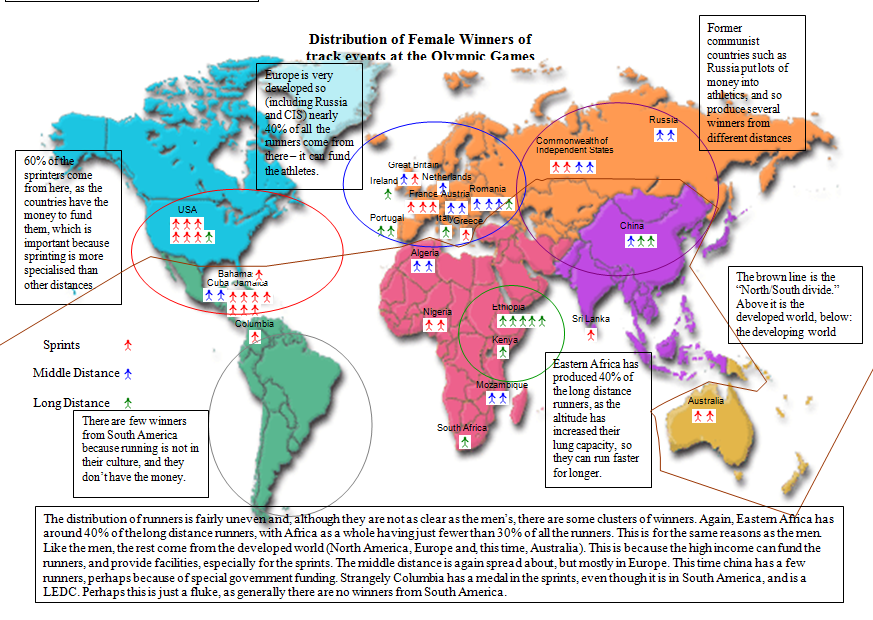 Distribution of Female Winners of
track events at the Olympic Games
Former
communist
countries such as
Russia put lots of
money into
athletics, and so
produce several
winners from
different distances
Europe is very
developed so
(including Russia
and CIS) nearly
40% of all the
runners come from
there – it can fund
the athletes.
60% of the
sprinters come
from here, as the
countries have the
money to fund
them, which is
important because
sprinting is more
specialised than
other distances
Russia
Commonwealth of
Independent States
Great Britain
Netherlands
Ireland
France
Austria
Romania
Portugal
Italy
Greece
USA
China
Algeria
Bahama
Cuba
Jamaica
Columbia
Nigeria
Ethiopia
Kenya
Sri Lanka
Mozambique
South Africa
Australia
The brown line is the
“North/South divide.”
Above it is the
developed world, below:
the developing world
Sprints
Middle Distance
Long Distance
Eastern Africa has
produced 40% of
the long distance
runners, as the
altitude has
increased their
lung capacity, so
they can run faster
for longer.
There are few winners
from South America
because running is not in
their culture, and they
don’t have the money.
The distribution of runners is fairly uneven and, although they are not as clear as the men’s, there are some clusters of winners. Again, Eastern Africa has
around 40% of the long distance runners, with Africa as a whole having just fewer than 30% of all the runners. This is for the same reasons as the men.
Like the men, the rest come from the developed world (North America, Europe and, this time, Australia). This is because the high income can fund the
runners, and provide facilities, especially for the sprints. The middle distance is again spread about, but mostly in Europe. This time china has a few
runners, perhaps because of special government funding. Strangely Columbia has a medal in the sprints, even though it is in South America, and is a
LEDC. Perhaps this is just a fluke, as generally there are no winners from South America.